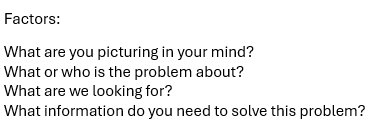 Factors:
What are you picturing in your mind?
What or who is the problem about?
What are we looking for?
What information do you need to solve this problem?